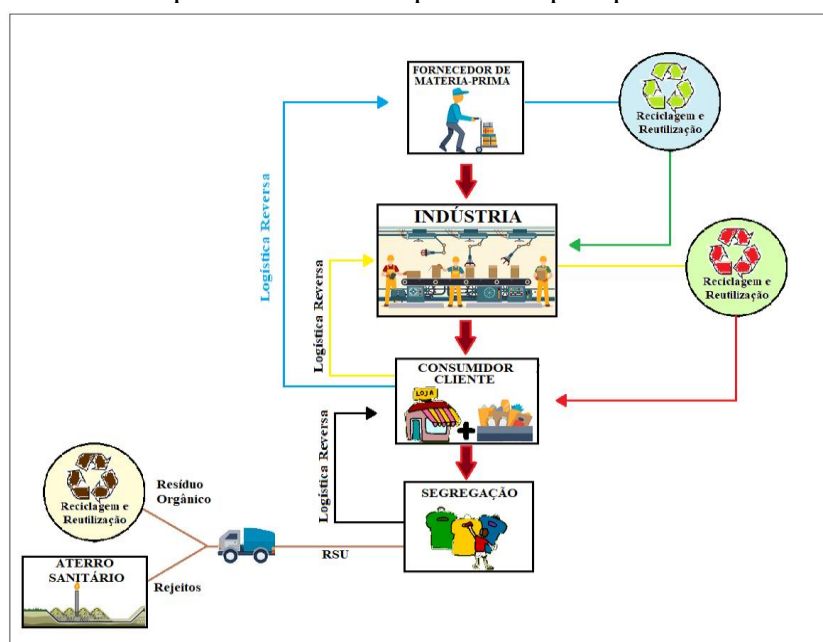 FORNECEDOR DE
MATERIA-PRIMA
Reciclagem e
Reutilização
Logística Reversa
INDÚSTRIA
Reciclagem e
Reutilização
Logística Reversa
CONSUMIDOR
CLIENTE
LOJA
Logística Reversa
SEGREGAÇÃO
Reciclagem e
Reutilização
Resíduo
Orgânico
RSU
ATERRO
SANITÁRIO
Rejeitos